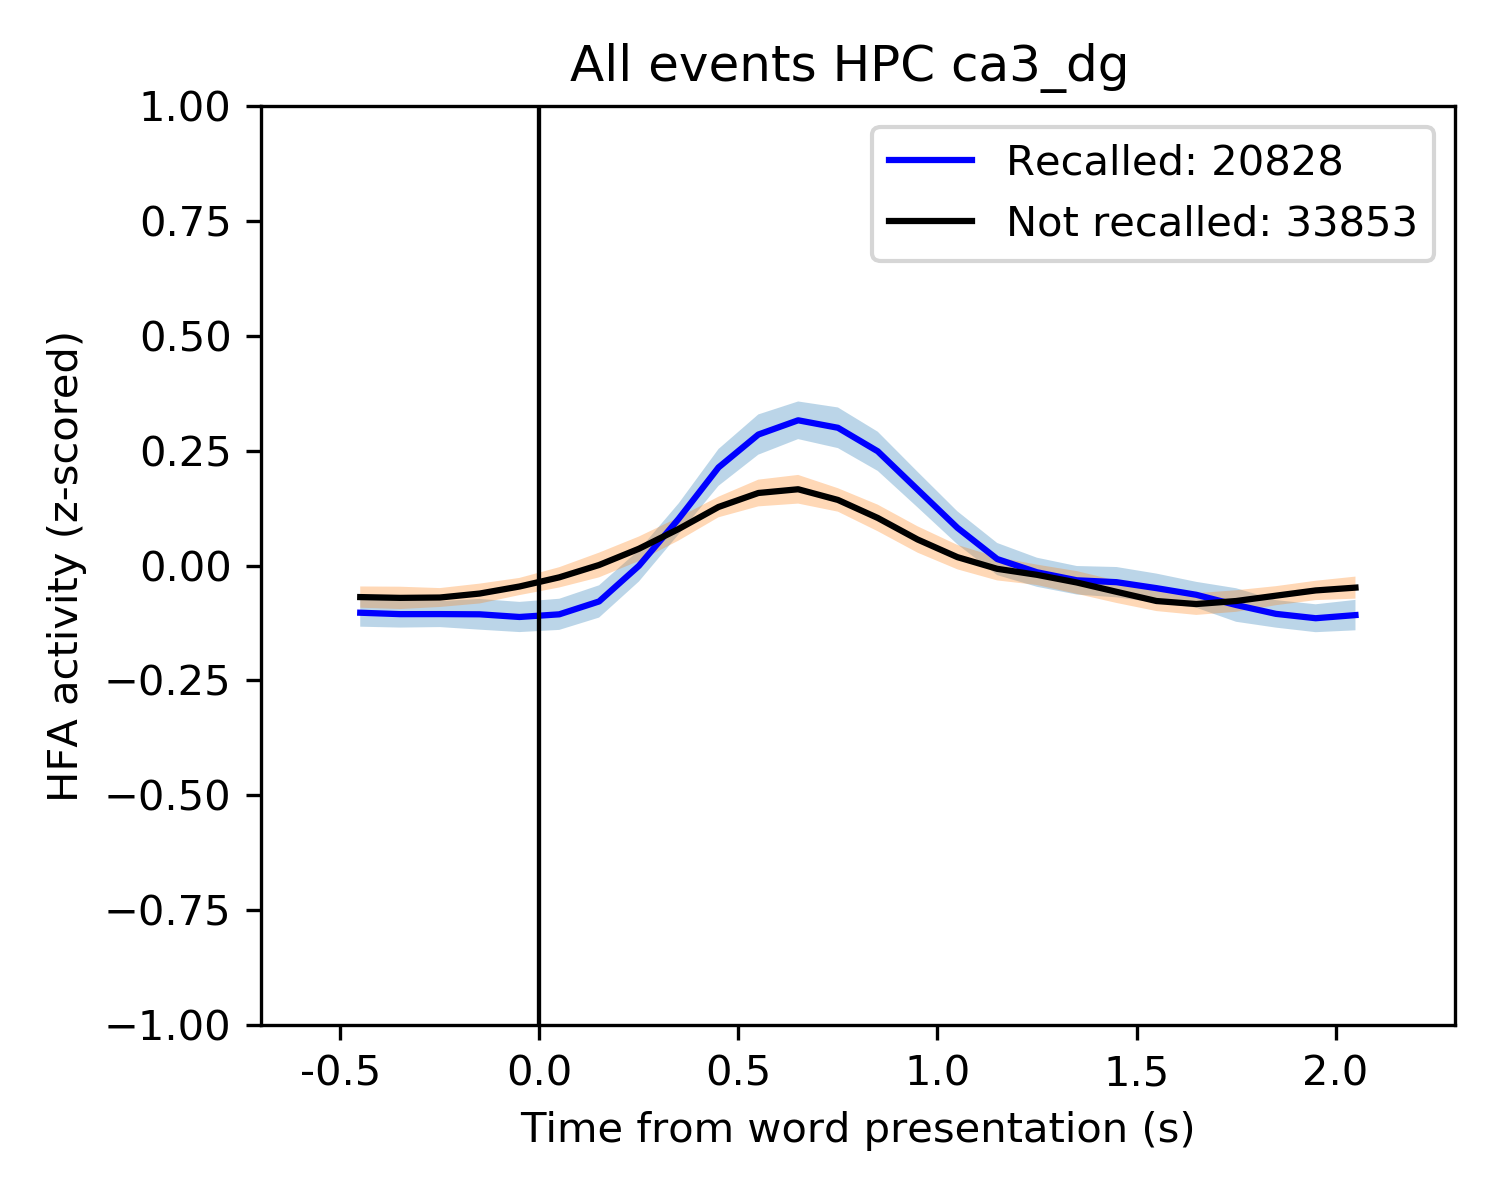 All events HPC ca3_dg
Recalled: 20828
Not recalled: 33853
HFA activity (z-scored)
1.00
0.75
0.50
0.25
0.00
−0.25
−0.50
−0.75
−1.00
-0.5 0.0 0.5 1.0 1.5 2.0
Time from word presentation (s)